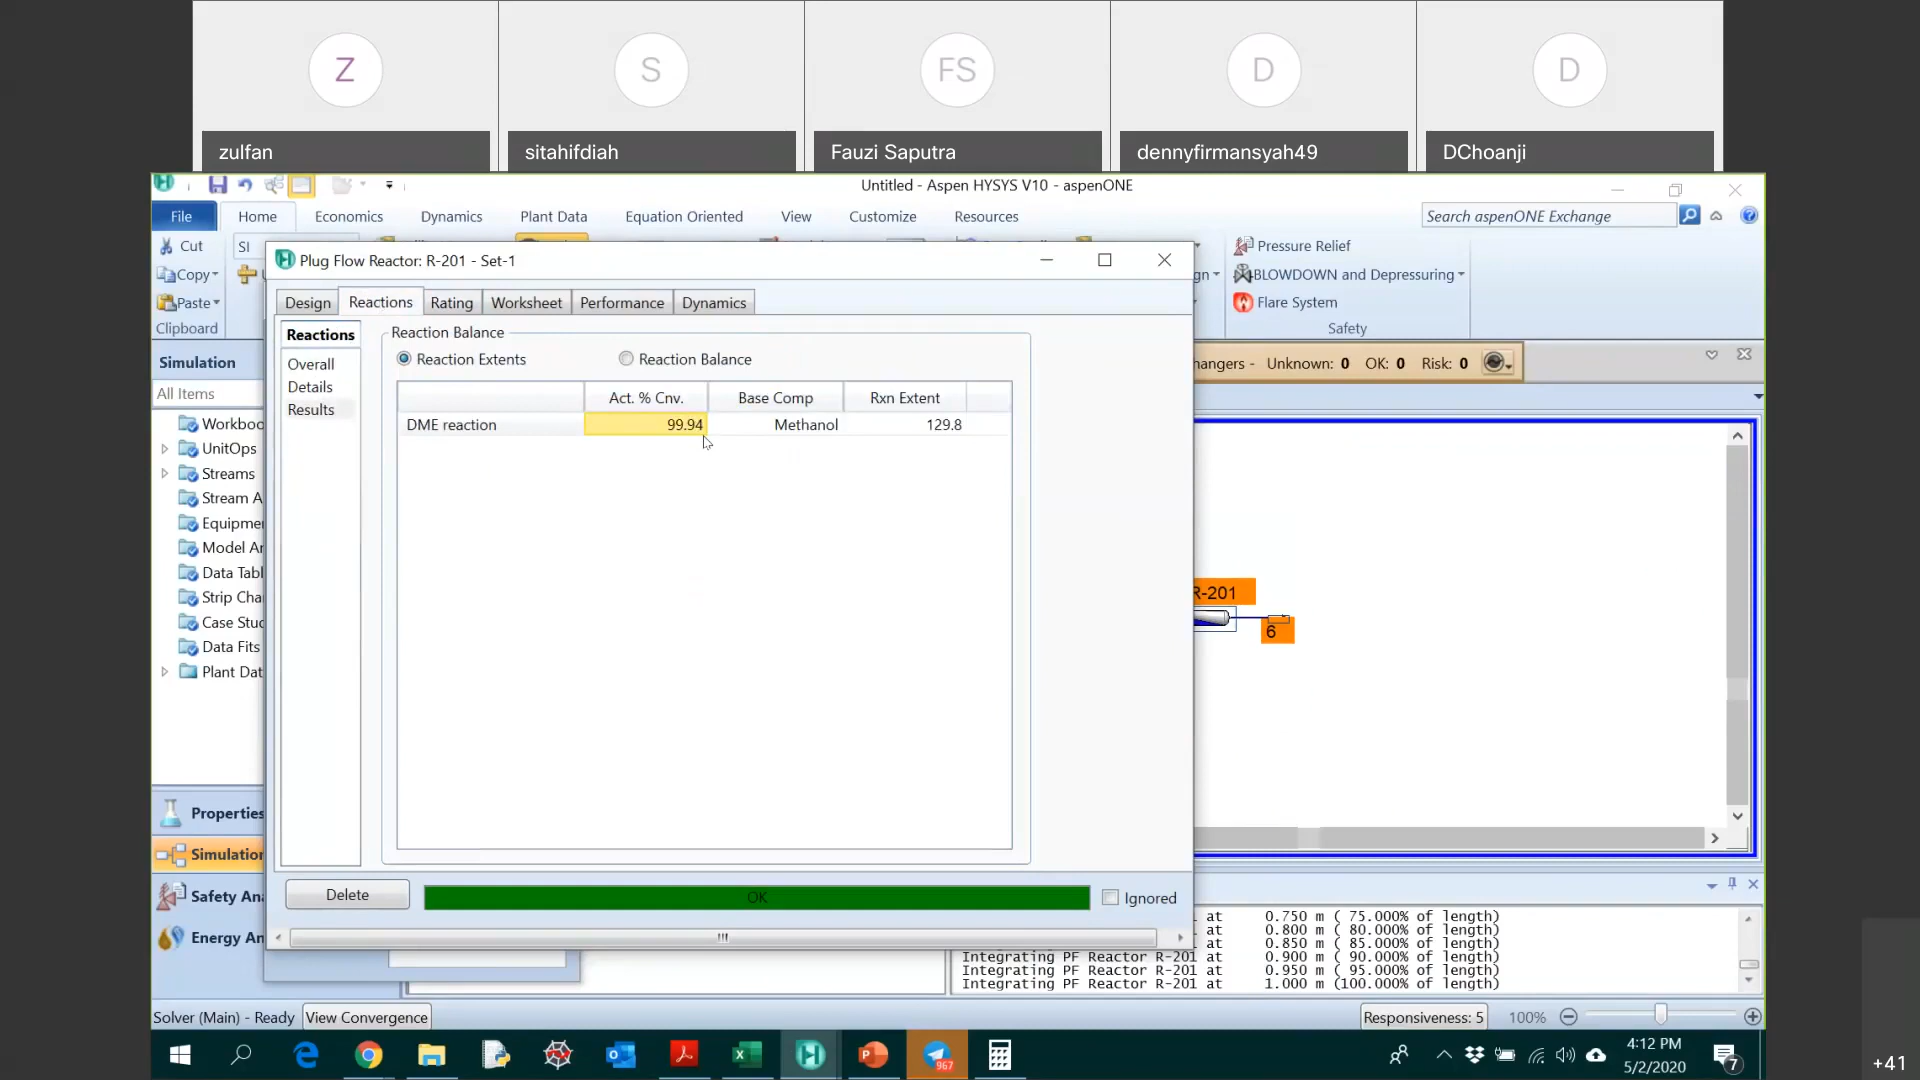 Z
S
FS
D
D
zulfan
sitahifdiah
Fauzi Saputra
dennyfirmansyah49
DChoanji
Untitled - Aspen HYSYS V10 - aspenONE
File
Home
Economics
Dynamics
Plant Data
Equation Oriented
View
Customize
Resources
Search aspenONE Exchange
Cut
SI
Copy
Paste
Clipboard
Pressure Relief
BLOWDOWN and Depressuring
Flare System
Safety
Plug Flow Reactor: R-201 - Set-1
Design
Reactions
Rating
Worksheet
Performance
Dynamics
Reactions
Overall
Details
Results
Reaction Balance
Reaction Extents
Reaction Balance
Act. % Cnv.
Base Comp
Rxn Extent
DME reaction
99.94
Methanol
129.8
Simulation
All Items
Workboo
UnitOps
Streams
Stream A
Equipme
Model An
Data Tabl
Strip Cha
Case Stud
Data Fits
Plant Dat
Properties
Simulation
Safety Ana
Energy An
hangers - Unknown: 0 OK: 0 Risk: 0
R-201
6
Delete
OK
Ignored
1 at 0.750 m ( 75.000% of length)
1 at 0.800 m ( 80.000% of length)
1 at 0.850 m ( 85.000% of length)
Integrating PF Reactor R-201 at 0.900 m ( 90.000% of length)
Integrating PF Reactor R-201 at 0.950 m ( 95.000% of length)
Integrating PF Reactor R-201 at 1.000 m (100.000% of length)
Solver (Main) - Ready
View Convergence
Responsiveness: 5
100%
967
4:12 PM
5/2/2020
7
+41